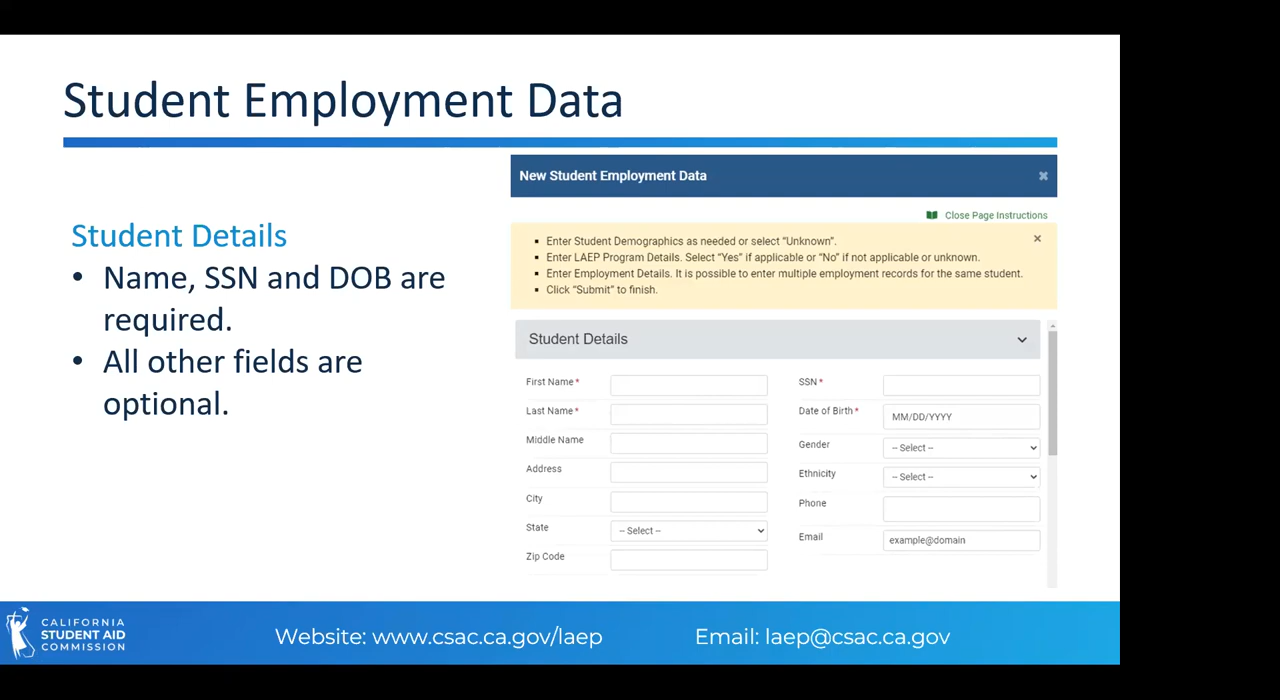 Student Employment Data
Student Details
• Name, SSN and DOB are
required.
• All other fields are
optional.
New Student Employment Data ×
Close Page Instructions
▪ Enter Student Demographics as needed or select “Unknown”. ×
▪ Enter LAEP Program Details. Select “Yes” if applicable or “No” if not applicable or unknown.
▪ Enter Employment Details. It is possible to enter multiple employment records for the same student.
▪ Click “Submit” to finish.
Student Details
First Name *
Last Name *
Middle Name
Address
City
State -- Select --
Zip Code
SSN *
Date of Birth * MM/DD/YYYY
Gender -- Select --
Ethnicity -- Select --
Phone
Email example@domain
CALIFORNIA
STUDENT AID
COMMISSION
Website: www.csac.ca.gov/laep
Email: laep@csac.ca.gov